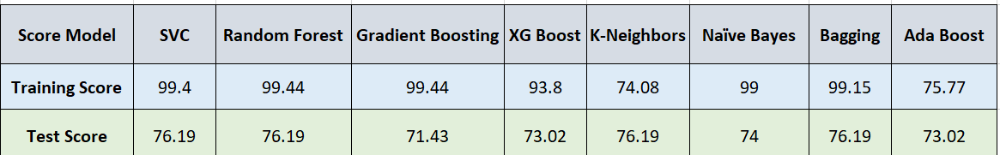 Score Model SVC Random Forest Gradient Boosting XG Boost K-Neighbors Naïve Bayes Bagging Ada Boost
Training Score 99.4 99.44 99.44 93.8 74.08 99 99.15 75.77
Test Score 76.19 76.19 71.43 73.02 76.19 74 76.19 73.02